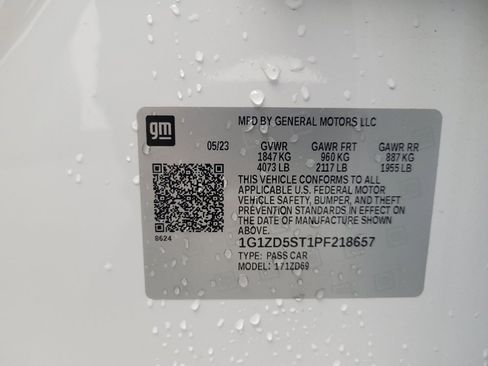 gm
MFD BY GENERAL MOTORS LLC
05/23 GVWR GAWR FRT GAWR RR
1847 KG 960 KG 887 KG
4073 LB 2117 LB 1955 LB
THIS VEHICLE CONFORMS TO ALL
APPLICABLE U.S. FEDERAL MOTOR
VEHICLE SAFETY, BUMPER, AND THEFT
PREVENTION STANDARDS IN EFFECT ON
THE DATE OF MANUFACTURE SHOWN
ABOVE.
8624
1G1ZD5ST1PF218657
TYPE: PASS CAR
MODEL: 1/1ZD69